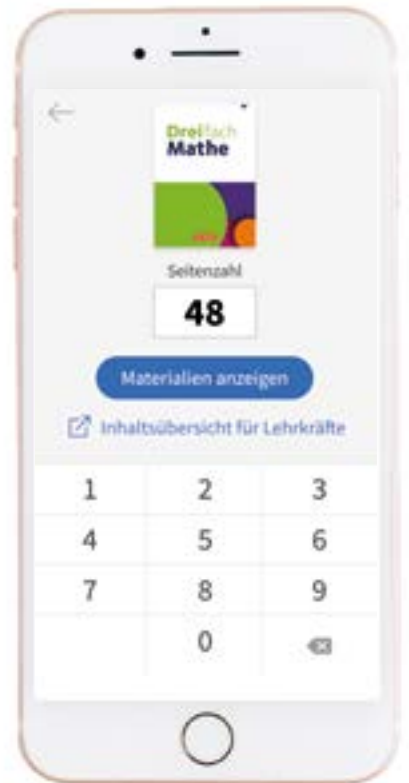 Dreifach
Mathe
Seitenzahl
48
Materialien anzeigen
Inhaltsübersicht für Lehrkräfte
1 2 3
4 5 6
7 8 9
0